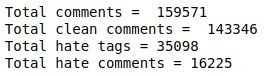 Total comments =  159571
Total clean comments =  143346
Total hate tags = 35098
Total hate comments = 16225